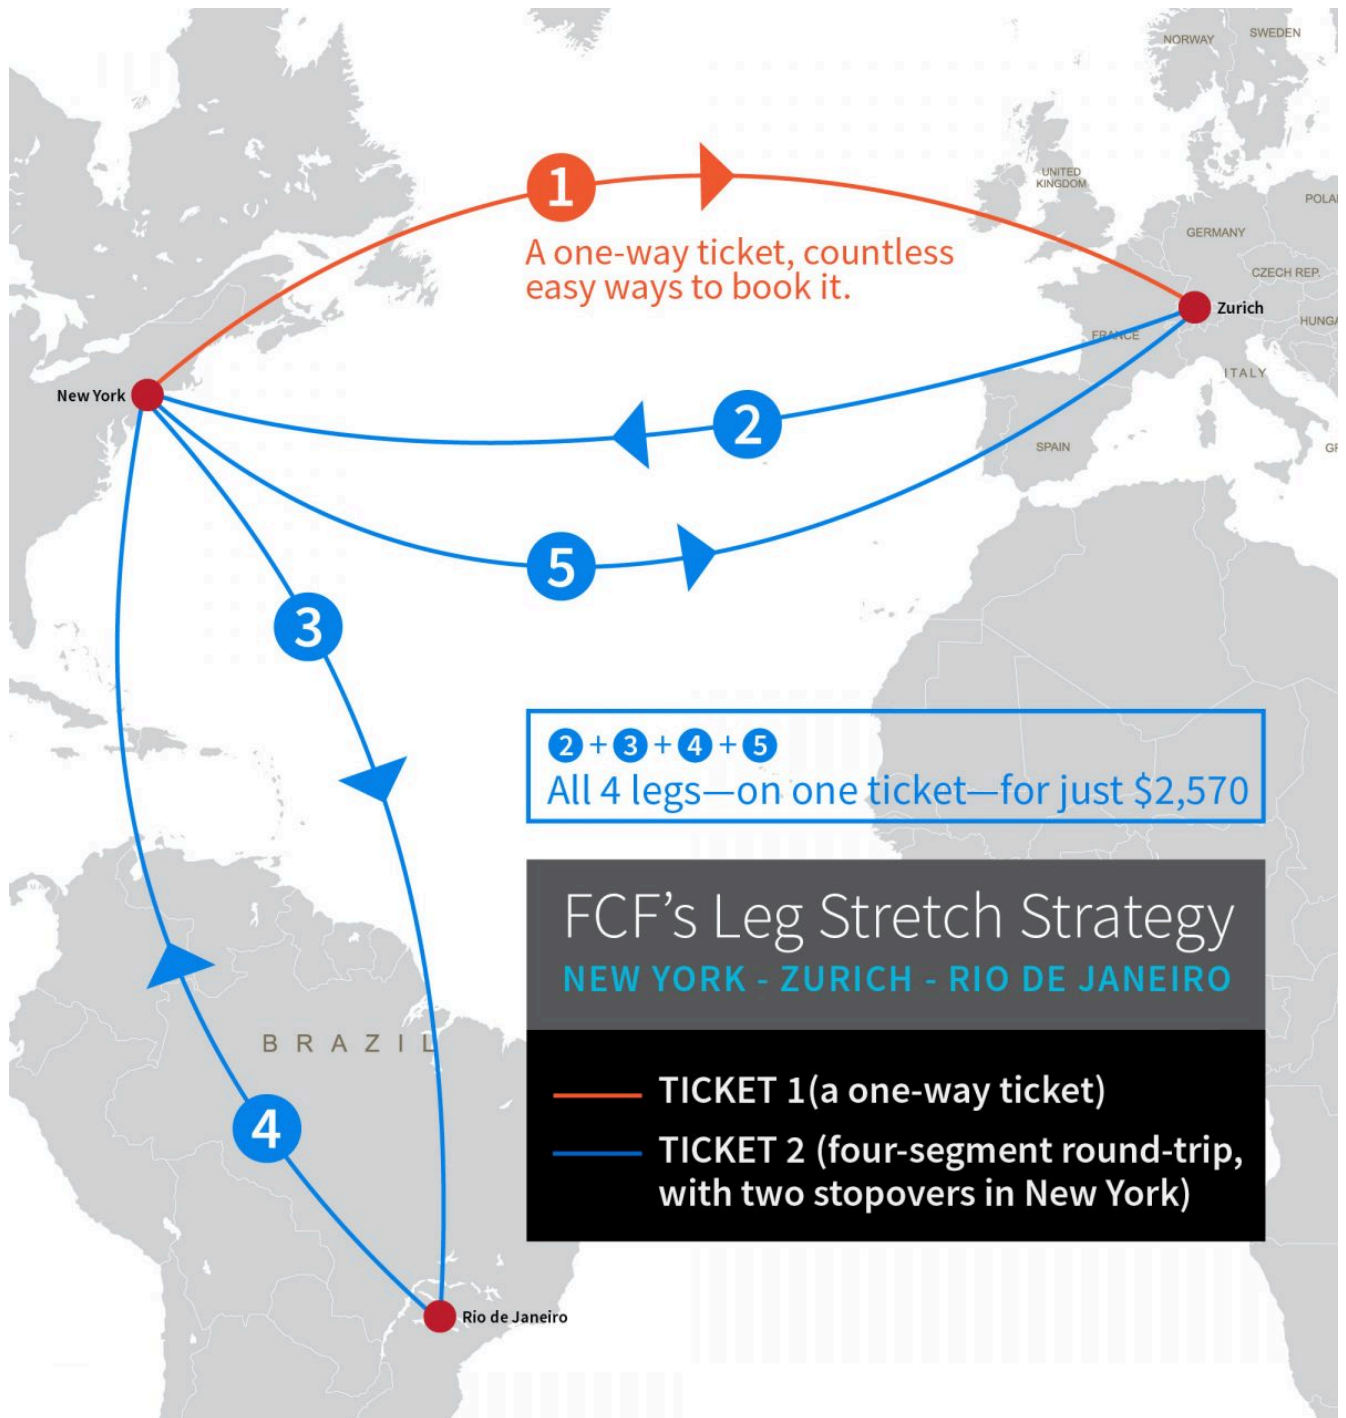 NORWAY
SWEDEN
1
UNITED
KINGDOM
POLA
GERMANY
A one-way ticket, countless
easy ways to book it.
CZECH REP.
Zurich
HUNGA
FRANCE
ITALY
New York
2
SPAIN
GR
5
3
2 + 3 + 4 + 5
All 4 legs—on one ticket—for just $2,570
FCF's Leg Stretch Strategy
NEW YORK - ZURICH - RIO DE JANEIRO
BRAZIL
TICKET 1(a one-way ticket)
4
TICKET 2 (four-segment round-trip,
with two stopovers in New York)
Rio de Janeiro